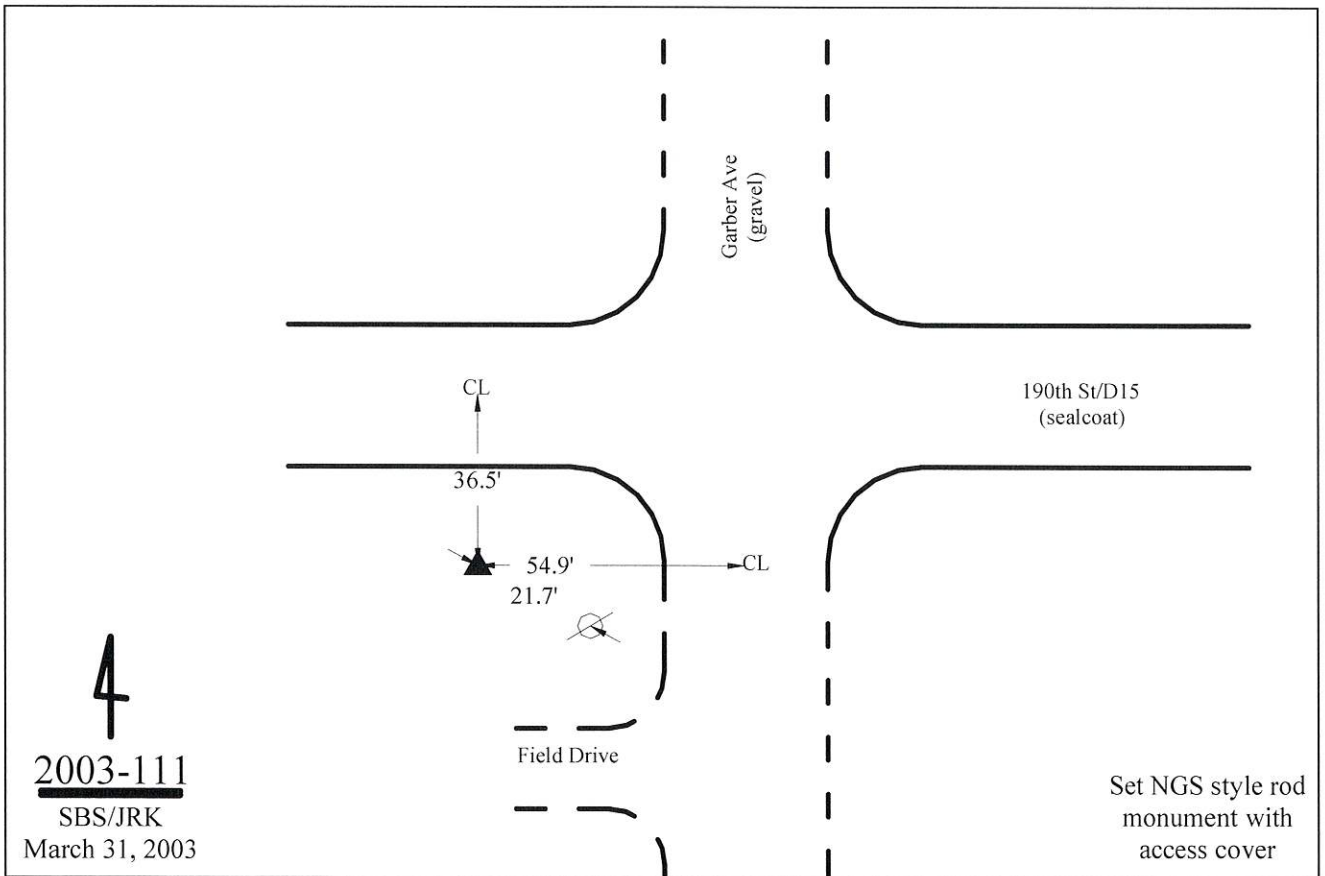 Garber Ave
(gravel)
CL
190th St/D15
(sealcoat)
36.5'
54.9'
CL
21.7'
Field Drive
2003-111
SBS/JRK
March 31, 2003
Set NGS style rod
monument with
access cover